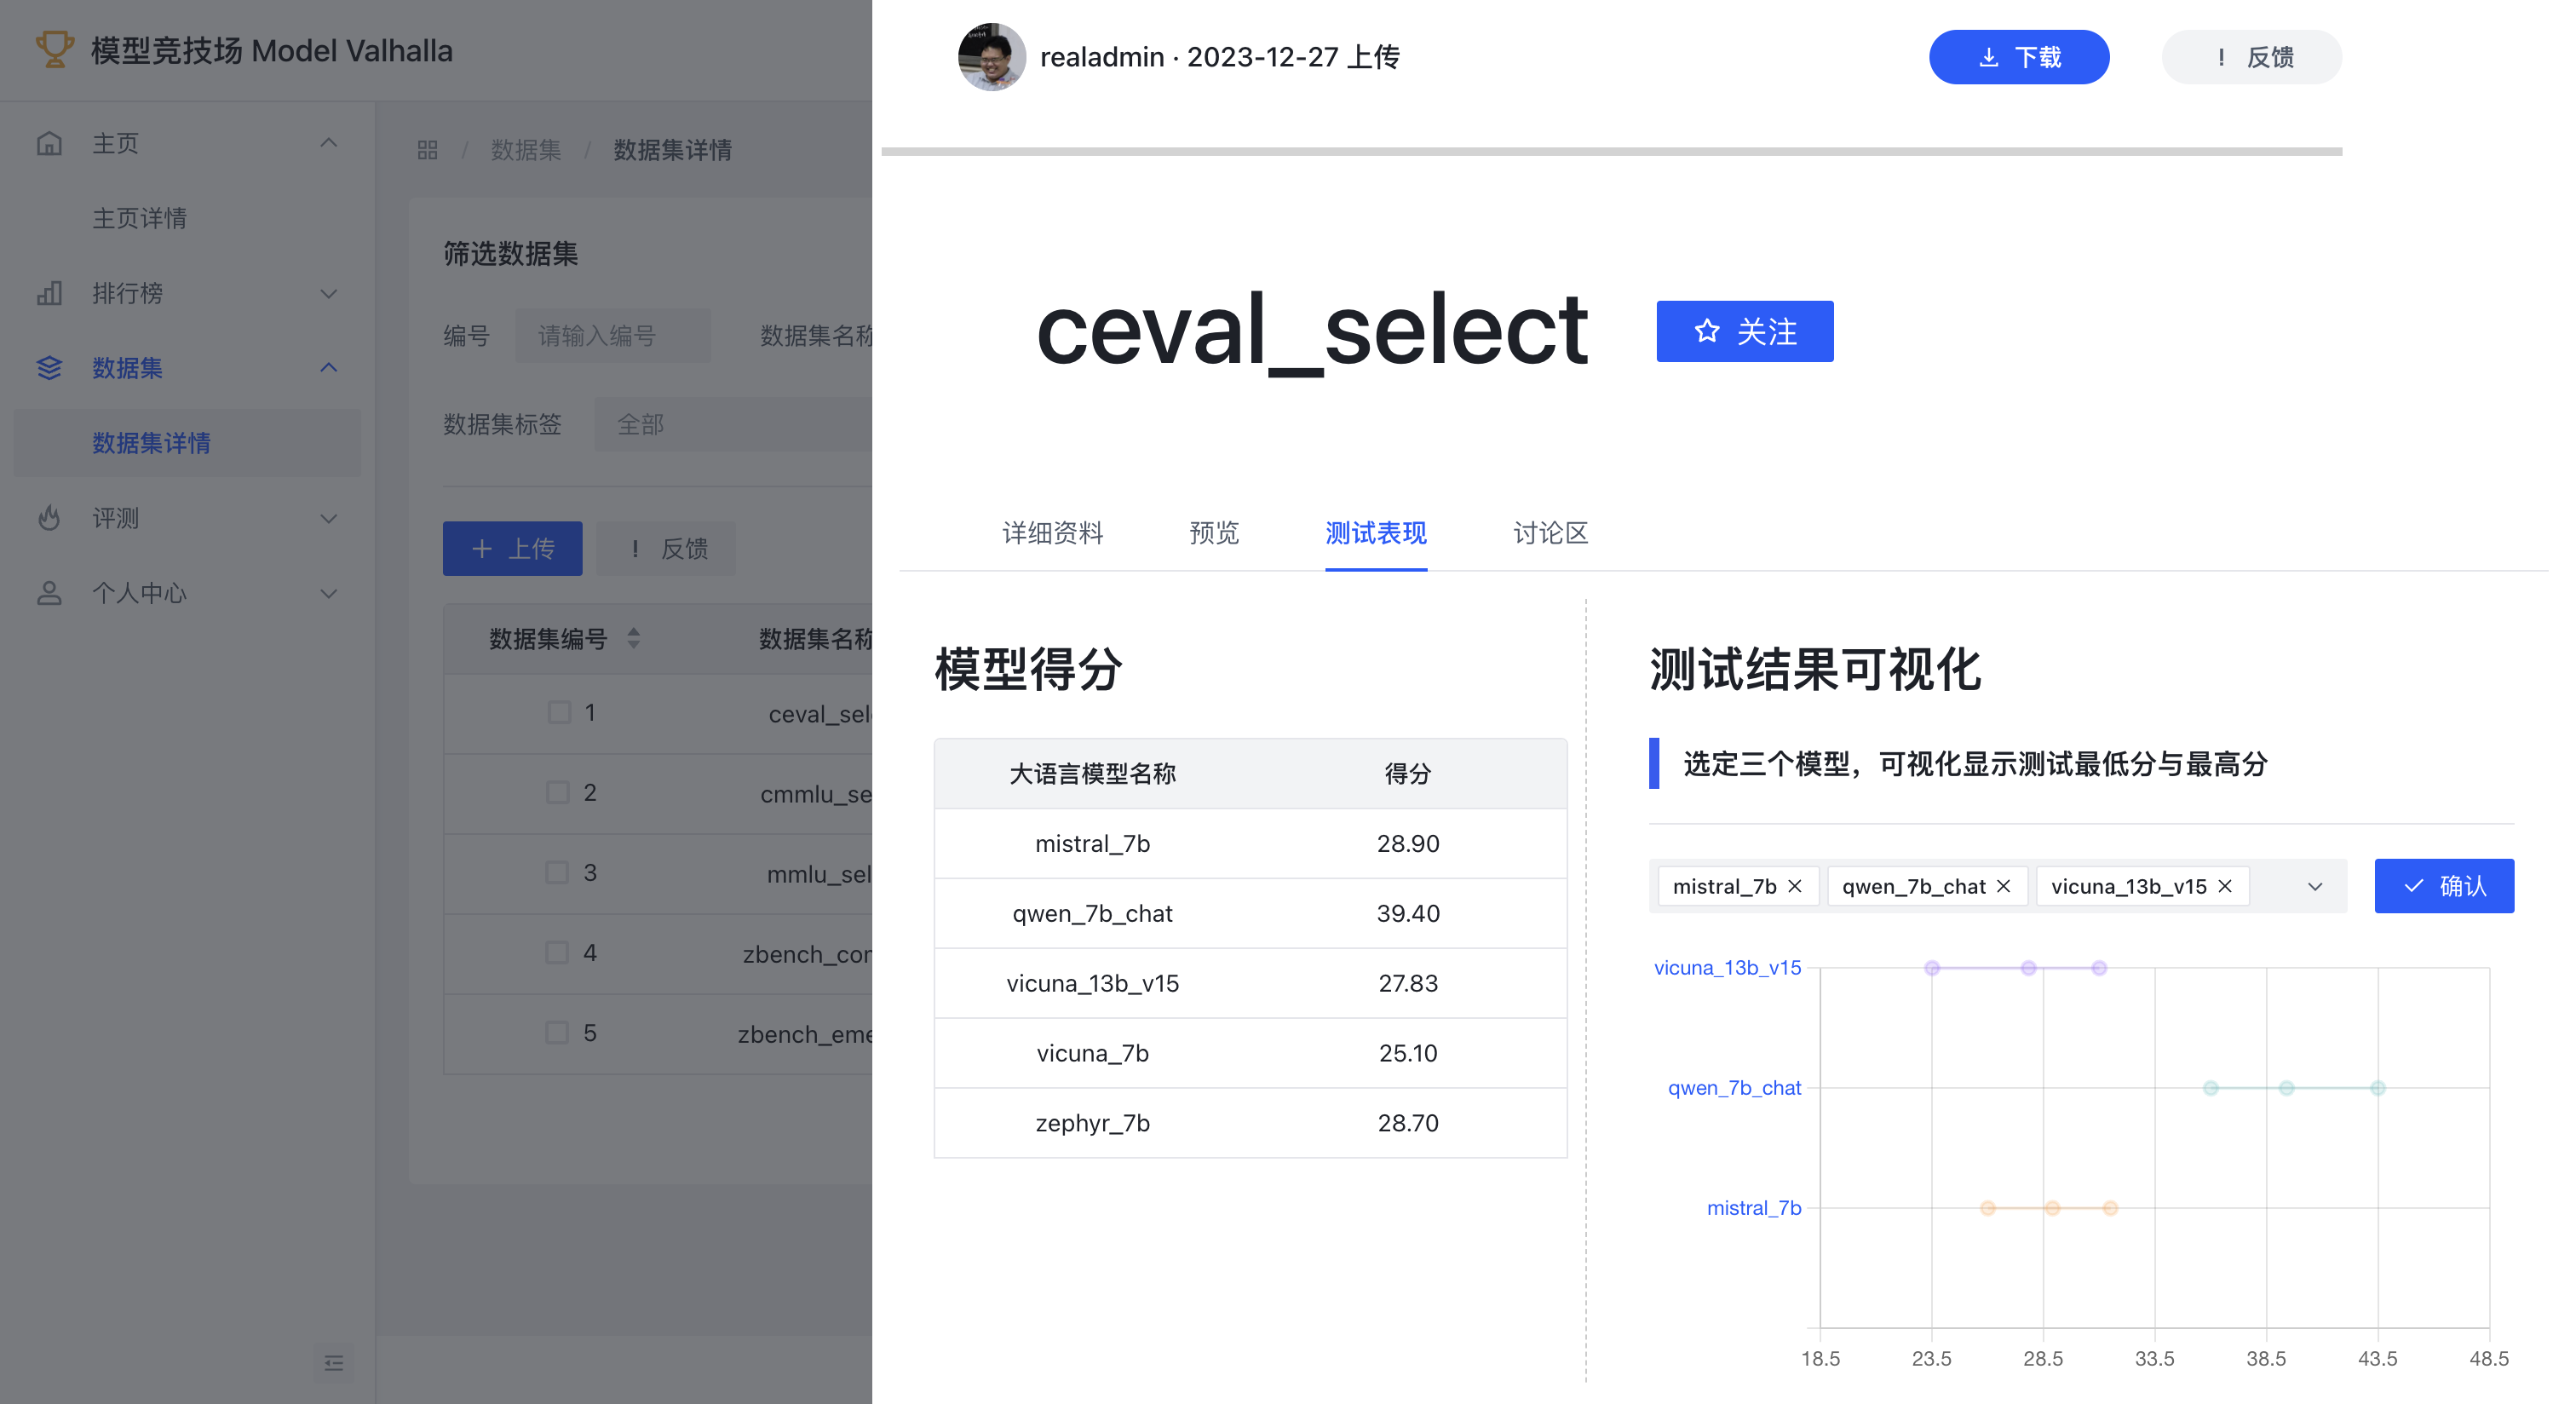 模型竞技场 Model Valhalla
主页
主页详情
排行榜
数据集
数据集详情
评测
个人中心
数据集 / 数据集详情
筛选数据集
编号 请输入编号 数据集名称
数据集标签 全部
上传 ! 反馈
数据集编号 数据集名称
1 ceval_sele
2 cmmlu_se
3 mmlu_sel
4 zbench_con
5 zbench_eme
realadmin · 2023-12-27 上传
下载
! 反馈
ceval_select
关注
详细资料 预览 测试表现 讨论区
模型得分
大语言模型名称 得分
mistral_7b 28.90
qwen_7b_chat 39.40
vicuna_13b_v15 27.83
vicuna_7b 25.10
zephyr_7b 28.70
测试结果可视化
选定三个模型，可视化显示测试最低分与最高分
mistral_7b × qwen_7b_chat × vicuna_13b_v15 ×
确认
vicuna_13b_v15
qwen_7b_chat
mistral_7b
18.5 23.5 28.5 33.5 38.5 43.5 48.5